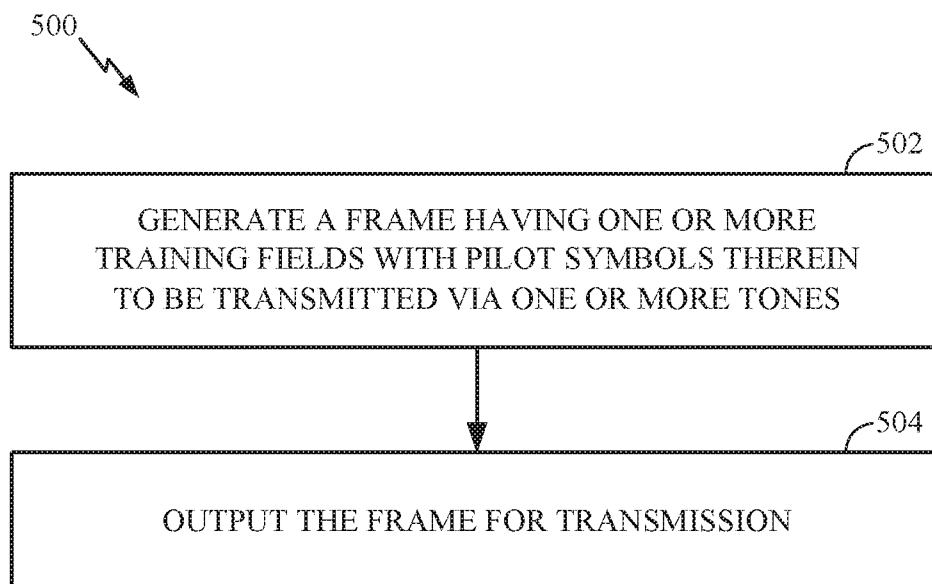 500
502
GENERATE A FRAME HAVING ONE OR MORE
TRAINING FIELDS WITH PILOT SYMBOLS THEREIN
TO BE TRANSMITTED VIA ONE OR MORE TONES
504
OUTPUT THE FRAME FOR TRANSMISSION